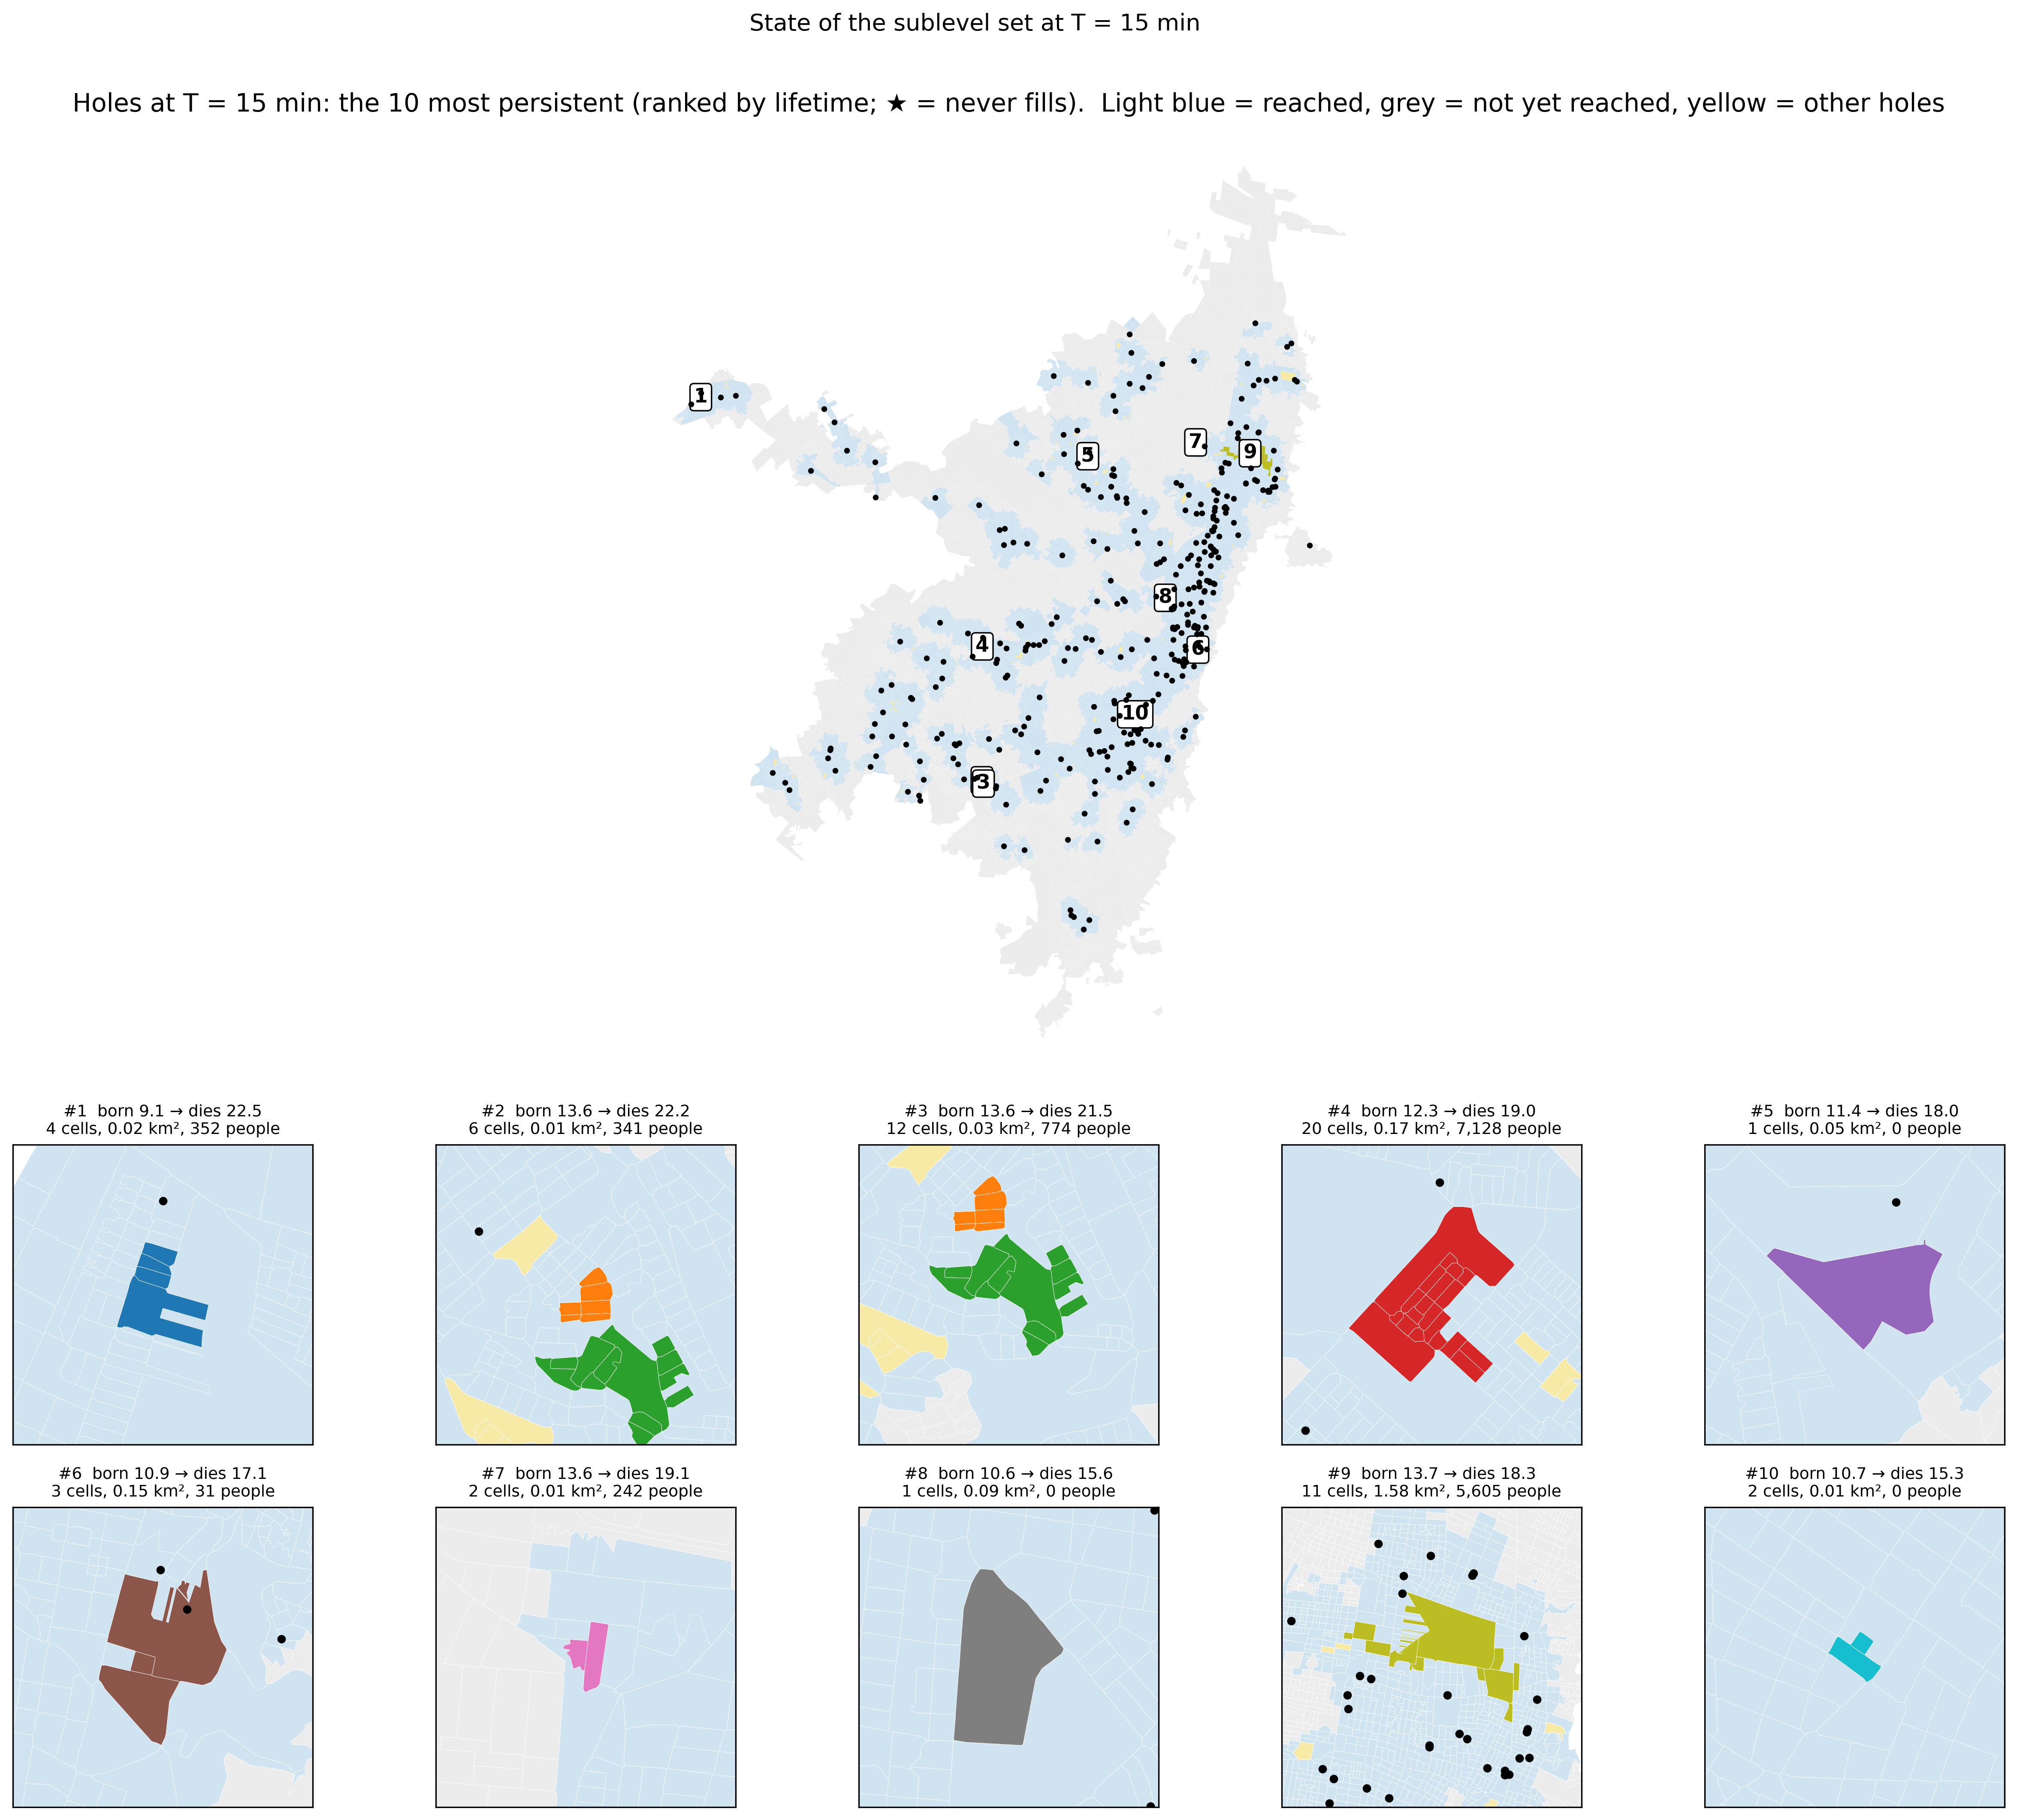 State of the sublevel set at T = 15 min
Holes at T = 15 min: the 10 most persistent (ranked by lifetime; ★ = never fills).  Light blue = reached, grey = not yet reached, yellow = other holes
1
7
5
9
8
4
6
10
3
#1  born 9.1 → dies 22.5
4 cells, 0.02 km², 352 people
#2  born 13.6 → dies 22.2
6 cells, 0.01 km², 341 people
#3  born 13.6 → dies 21.5
12 cells, 0.03 km², 774 people
#4  born 12.3 → dies 19.0
20 cells, 0.17 km², 7,128 people
#5  born 11.4 → dies 18.0
1 cells, 0.05 km², 0 people
#6  born 10.9 → dies 17.1
3 cells, 0.15 km², 31 people
#7  born 13.6 → dies 19.1
2 cells, 0.01 km², 242 people
#8  born 10.6 → dies 15.6
1 cells, 0.09 km², 0 people
#9  born 13.7 → dies 18.3
11 cells, 1.58 km², 5,605 people
#10  born 10.7 → dies 15.3
2 cells, 0.01 km², 0 people